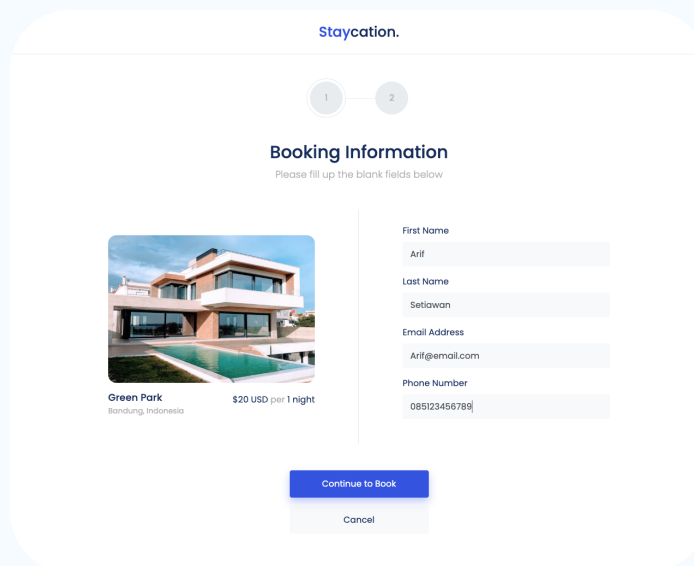 Staycation.
1
2
Booking Information
Please fill up the blank fields below
Green Park
$20 USD per 1 night
Bandung, Indonesia
First Name
Arif
Last Name
Setiawan
Email Address
Arif@email.com
Phone Number
085123456789
Continue to Book
Cancel